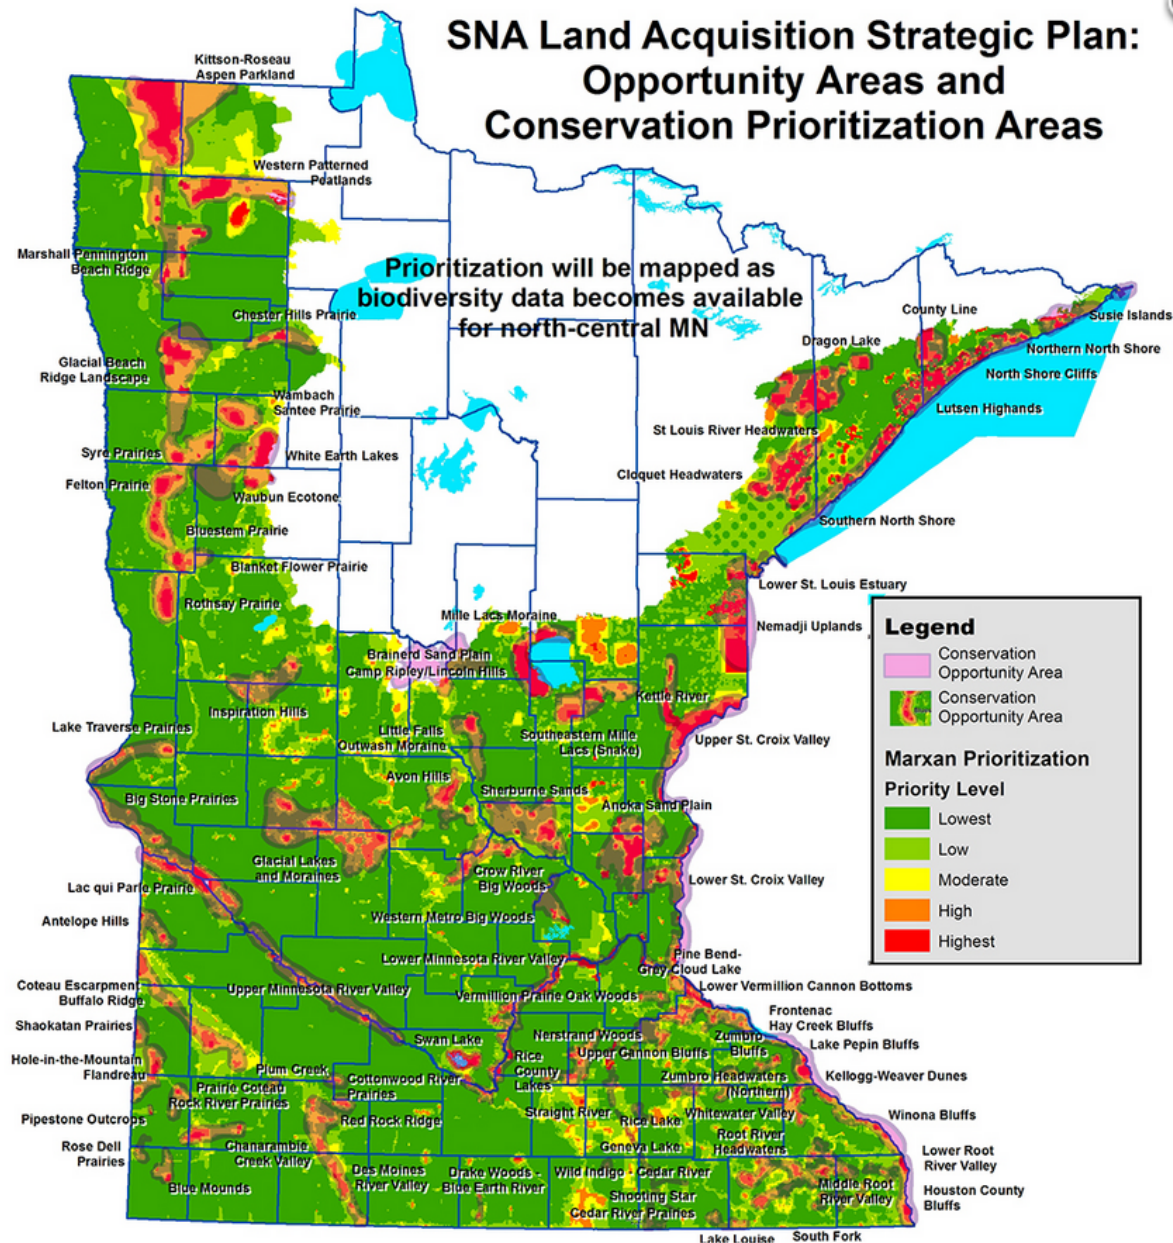 SNA Land Acquisition Strategic Plan:
Opportunity Areas and
Conservation Prioritization Areas
Kittson-Roseau
Aspen Parkland
Western Patterned
Peatlands
Marshall Pennington
Beach Ridge
Prioritization will be mapped as
biodiversity data becomes available
for north-central MN
Chester Hills Prairie
County Line
Susie Islands
Dragon Lake
Northern North Shore
Glacial Beach
Ridge Landscape
North Shore Cliffs
Wambach
Santee Prairie
Lutsen Highands
St Louis River Headwaters
Syre Prairies
White Earth Lakes
Cloquet Headwaters
Felton Prairie
Waubun Ecotone
Southern North Shore
Bluestem Prairie
Blanket Flower Prairie
Lower St. Louis Estuary
Rothsay Prairie
Mille Lacs Moraine
Nemadji Uplands
Legend
Conservation
Opportunity Area
Conservation
Opportunity Area
Marxan Prioritization
Priority Level
Lowest
Low
Moderate
High
Highest
Brainerd Sand Plain
Camp Ripley/Lincoln Hills
Kettle River
Inspiration Hills
Lake Traverse Prairies
Little Falls
Outwash Moraine
Southeastern Mille
Lacs (Snake)
Upper St. Croix Valley
Avon Hills
Sherburne Sands
Big Stone Prairies
Anoka Sand Plain
Glacial Lakes
and Moraines
Crow River
Big Woods
Lower St. Croix Valley
Lac qui Parle Prairie
Antelope Hills
Western Metro Big Woods
Lower Minnesota River Valley
Pine Bend-
Grey Cloud Lake
Coteau Escarpment
Buffalo Ridge
Upper Minnesota River Valley
Vermillion Prairie Oak Woods
Lower Vermillion Cannon Bottoms
Shaokatan Prairies
Frontenac
Hay Creek Bluffs
Swan Lake
Nerstrand Woods
Zumbro
Bluffs
Lake Pepin Bluffs
Hole-in-the-Mountain
Flandreau
Rice
County
Lakes
Upper Cannon Bluffs
Plum Creek
Cottonwood River
Prairies
Zumbro Headwaters
(Northern)
Kellogg-Weaver Dunes
Prairie Coteau
Rock River Prairies
Pipestone Outcrops
Red Rock Ridge
Straight River
Rice Lake
Whitewater Valley
Winona Bluffs
Rose Dell
Prairies
Chanarambie
Creek Valley
Geneva Lake
Root River
Headwaters
Lower Root
River Valley
Blue Mounds
Des Moines
River Valley
Drake Woods -
Blue Earth River
Wild Indigo - Cedar River
Shooting Star
Cedar River Prairies
Middle Root
River Valley
Houston County
Bluffs
Lake Louise
South Fork